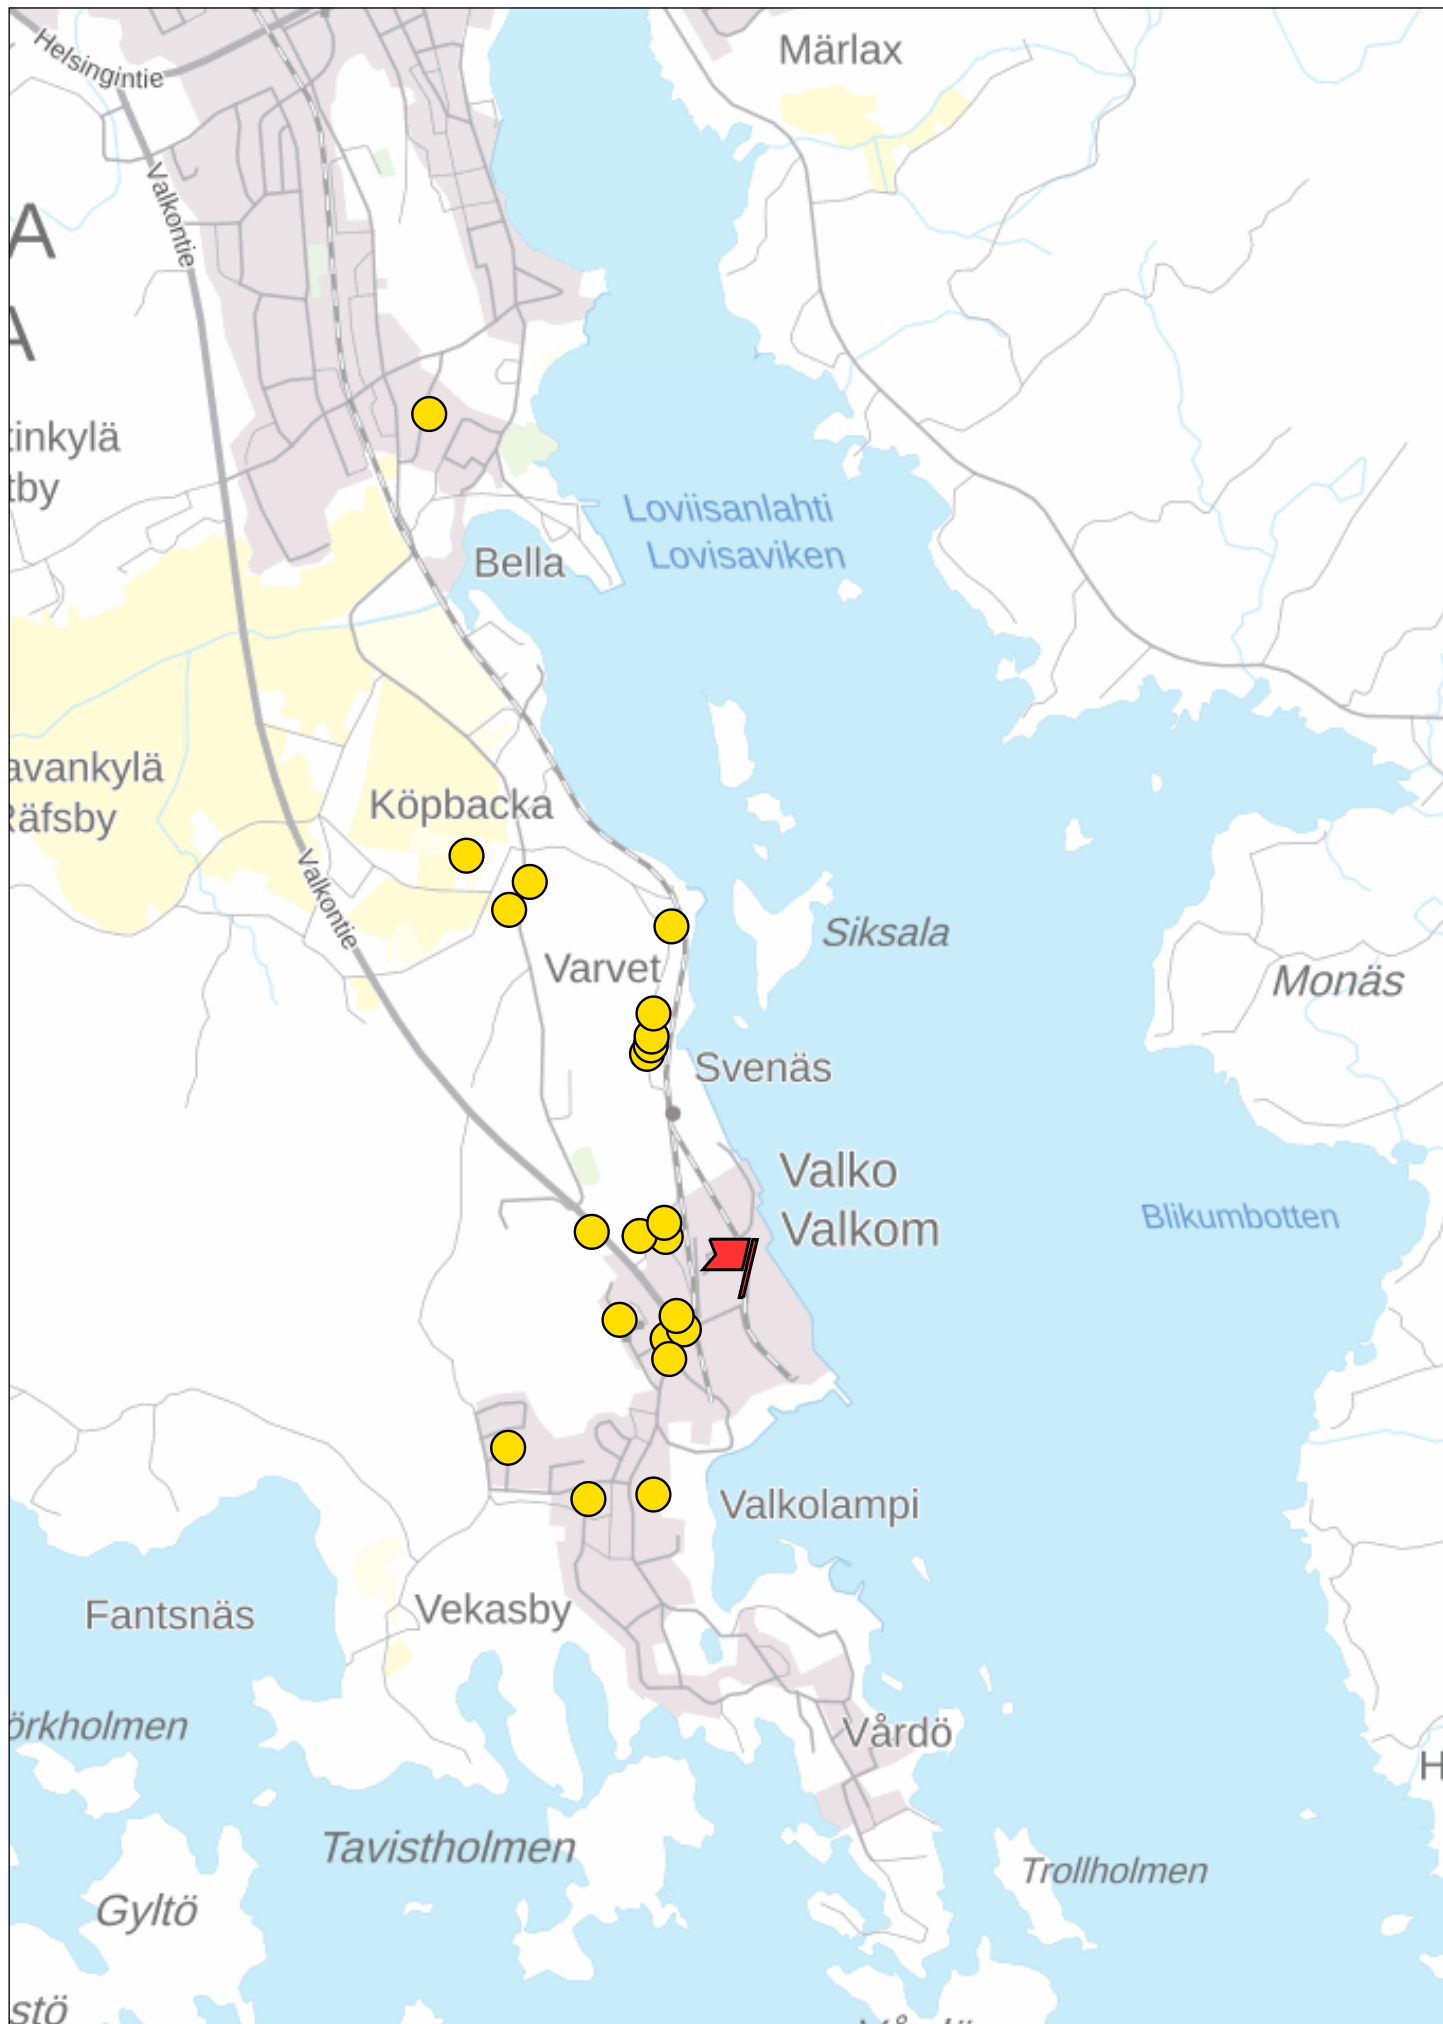 Märlax
Helsingintie
Valkontie
A
A
tinkylä
tby
Loviisanlahti
Lovisaviken
Bella
avankylä
Räfsby
Köpbacka
Valkontie
Siksala
Varvet
Monäs
Svenäs
Valko
Valkom
Blikumbotten
Valkolampi
Fantsnäs
Vekasby
örkholmen
Vårdö
H
Tavistholmen
Trollholmen
Gyltö
stö